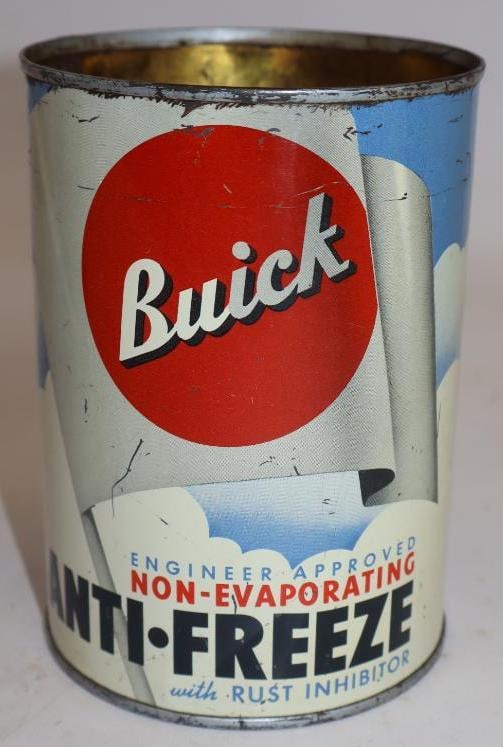 Buick
ENGINEER APPROVED
NON-EVAPORATING
ANTI•FREEZE
with RUST INHIBITOR